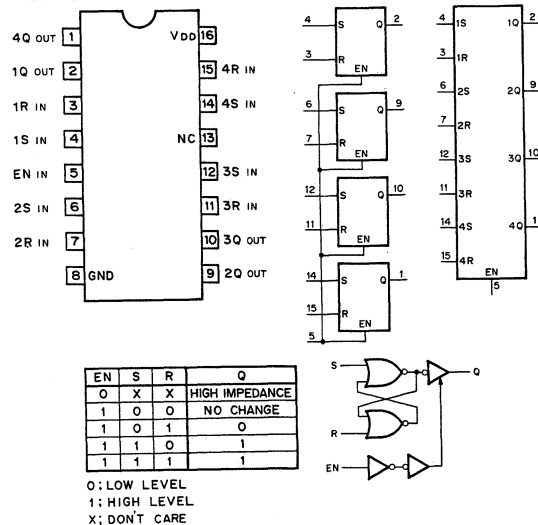 4Q OUT 1
1Q OUT 2
1R IN 3
1S IN 4
EN IN 5
2S IN 6
2R IN 7
8 GND
VDD 16
15 4R IN
14 4S IN
NC 13
12 3S IN
11 3R IN
10 3Q OUT
9 2Q OUT
4 S Q 2
3 R
EN
6 S Q 9
7 R
EN
12 S Q 10
11 R
EN
14 S Q 1
15 R
5 EN
4 1S 1Q 2
3 1R
6 2S 2Q 9
7 2R
12 3S 3Q 10
11 3R
14 4S 4Q 1
15 4R
EN
5
EN S R Q
0 X X HIGH IMPEDANCE
1 0 0 NO CHANGE
1 0 1 0
1 1 0 1
1 1 1 1
0; LOW LEVEL
1; HIGH LEVEL
X; DON'T CARE
S Q
R
EN